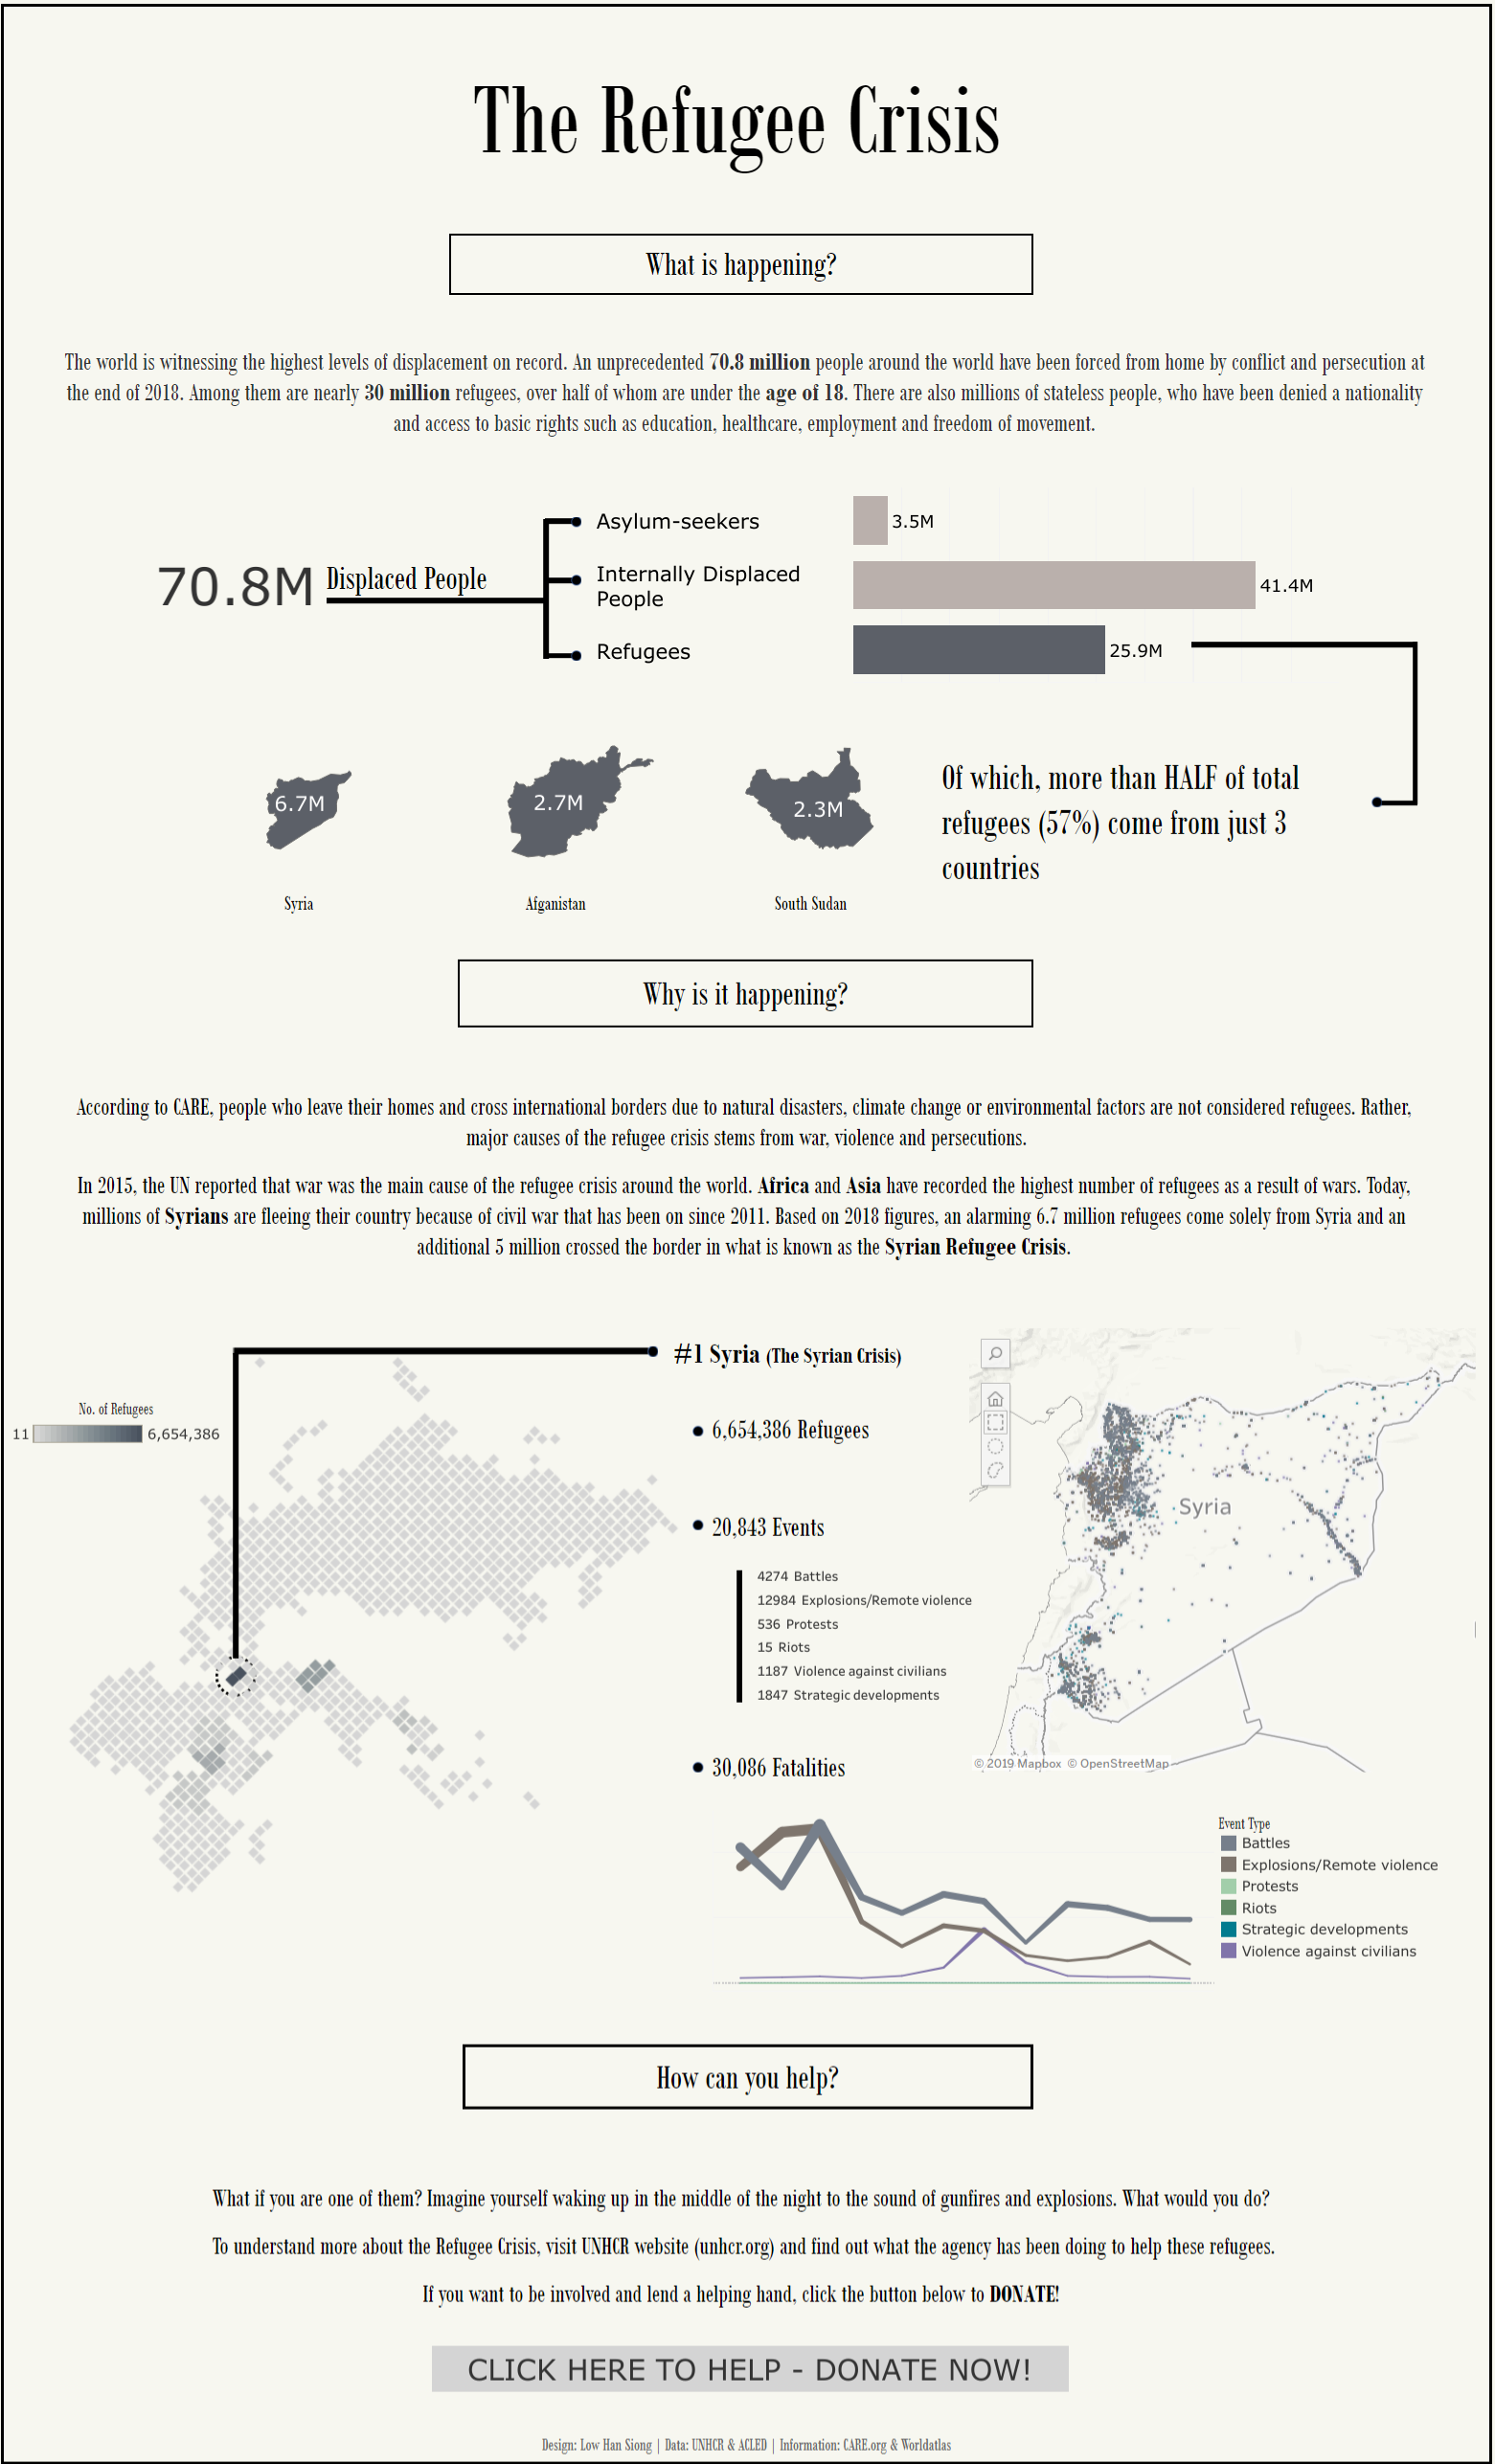 The Refugee Crisis
What is happening?
The world is witnessing the highest levels of displacement on record. An unprecedented 70.8 million people around the world have been forced from home by conflict and persecution at
the end of 2018. Among them are nearly 30 million refugees, over half of whom are under the age of 18. There are also millions of stateless people, who have been denied a nationality
and access to basic rights such as education, healthcare, employment and freedom of movement.
70.8M Displaced People
Asylum-seekers
3.5M
Internally Displaced
People
41.4M
Refugees
25.9M
6.7M
2.7M
2.3M
Syria
Afganistan
South Sudan
Of which, more than HALF of total
refugees (57%) come from just 3
countries
Why is it happening?
According to CARE, people who leave their homes and cross international borders due to natural disasters, climate change or environmental factors are not considered refugees. Rather,
major causes of the refugee crisis stems from war, violence and persecutions.
In 2015, the UN reported that war was the main cause of the refugee crisis around the world. Africa and Asia have recorded the highest number of refugees as a result of wars. Today,
millions of Syrians are fleeing their country because of civil war that has been on since 2011. Based on 2018 figures, an alarming 6.7 million refugees come solely from Syria and an
additional 5 million crossed the border in what is known as the Syrian Refugee Crisis.
No. of Refugees
11
6,654,386
#1 Syria (The Syrian Crisis)
6,654,386 Refugees
20,843 Events
4274 Battles
12984 Explosions/Remote violence
536 Protests
15 Riots
1187 Violence against civilians
1847 Strategic developments
30,086 Fatalities
Syria
© 2019 Mapbox © OpenStreetMap
Event Type
Battles
Explosions/Remote violence
Protests
Riots
Strategic developments
Violence against civilians
How can you help?
What if you are one of them? Imagine yourself waking up in the middle of the night to the sound of gunfires and explosions. What would you do?
To understand more about the Refugee Crisis, visit UNHCR website (unhcr.org) and find out what the agency has been doing to help these refugees.
If you want to be involved and lend a helping hand, click the button below to DONATE!
CLICK HERE TO HELP - DONATE NOW!
Design: Low Han Siong | Data: UNHCR & ACLED | Information: CARE.org & Worldatlas